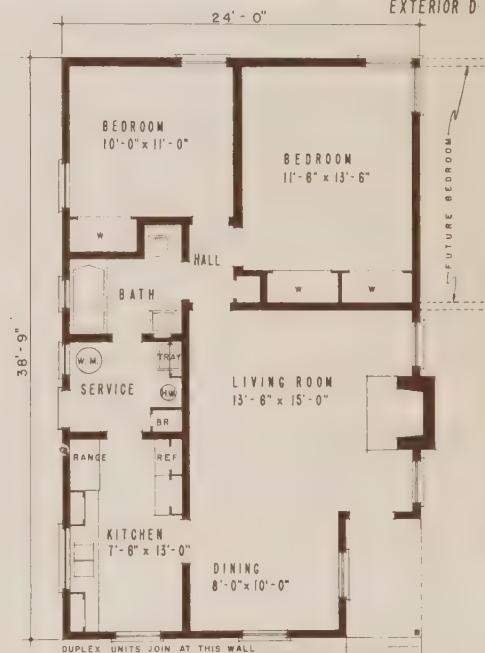 EXTERIOR D
24'-0"
BEDROOM
10'-0" x 11'-0"
BEDROOM
11'-6" x 13'-6"
FUTURE BEDROOM
W
HALL
W
W
BATH
38'-9"
W.M.
TRAY
SERVICE
H.W.
LIVING ROOM
13'-6" x 15'-0"
BR
RANGE
REF
KITCHEN
7'-6" x 13'-0"
DINING
8'-0" x 10'-0"
DUPLEX UNITS JOIN AT THIS WALL